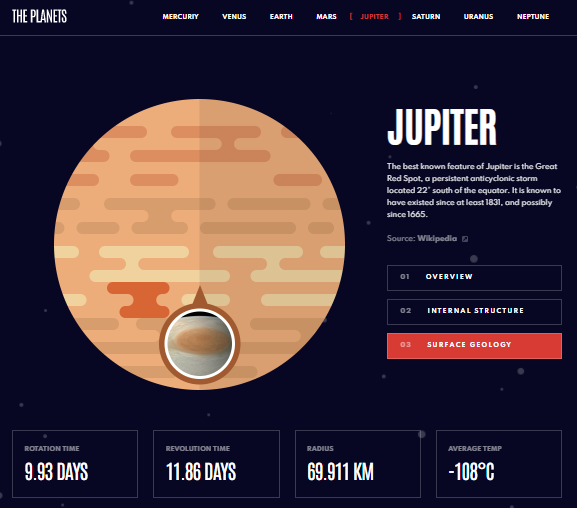 THE PLANETS
MERCURIY
VENUS
EARTH
MARS
[ JUPITER ]
SATURN
URANUS
NEPTUNE
JUPITER
The best known feature of Jupiter is the Great
Red Spot, a persistent anticyclonic storm
located 22° south of the equator. It is known to
have existed since at least 1831, and possibly
since 1665.
Source: Wikipedia
01 OVERVIEW
02 INTERNAL STRUCTURE
03 SURFACE GEOLOGY
ROTATION TIME
9.93 DAYS
REVOLUTION TIME
11.86 DAYS
RADIUS
69.911 KM
AVERAGE TEMP
-108°C